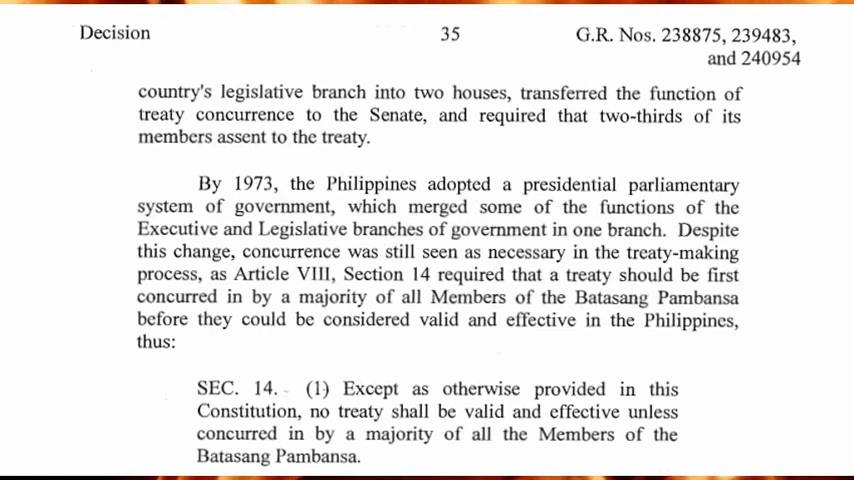 Decision 35 G.R. Nos. 238875, 239483,
and 240954
country's legislative branch into two houses, transferred the function of
treaty concurrence to the Senate, and required that two-thirds of its
members assent to the treaty.
By 1973, the Philippines adopted a presidential parliamentary
system of government, which merged some of the functions of the
Executive and Legislative branches of government in one branch. Despite
this change, concurrence was still seen as necessary in the treaty-making
process, as Article VIII, Section 14 required that a treaty should be first
concurred in by a majority of all Members of the Batasang Pambansa
before they could be considered valid and effective in the Philippines,
thus:
SEC. 14. (1) Except as otherwise provided in this
Constitution, no treaty shall be valid and effective unless
concurred in by a majority of all the Members of the
Batasang Pambansa.